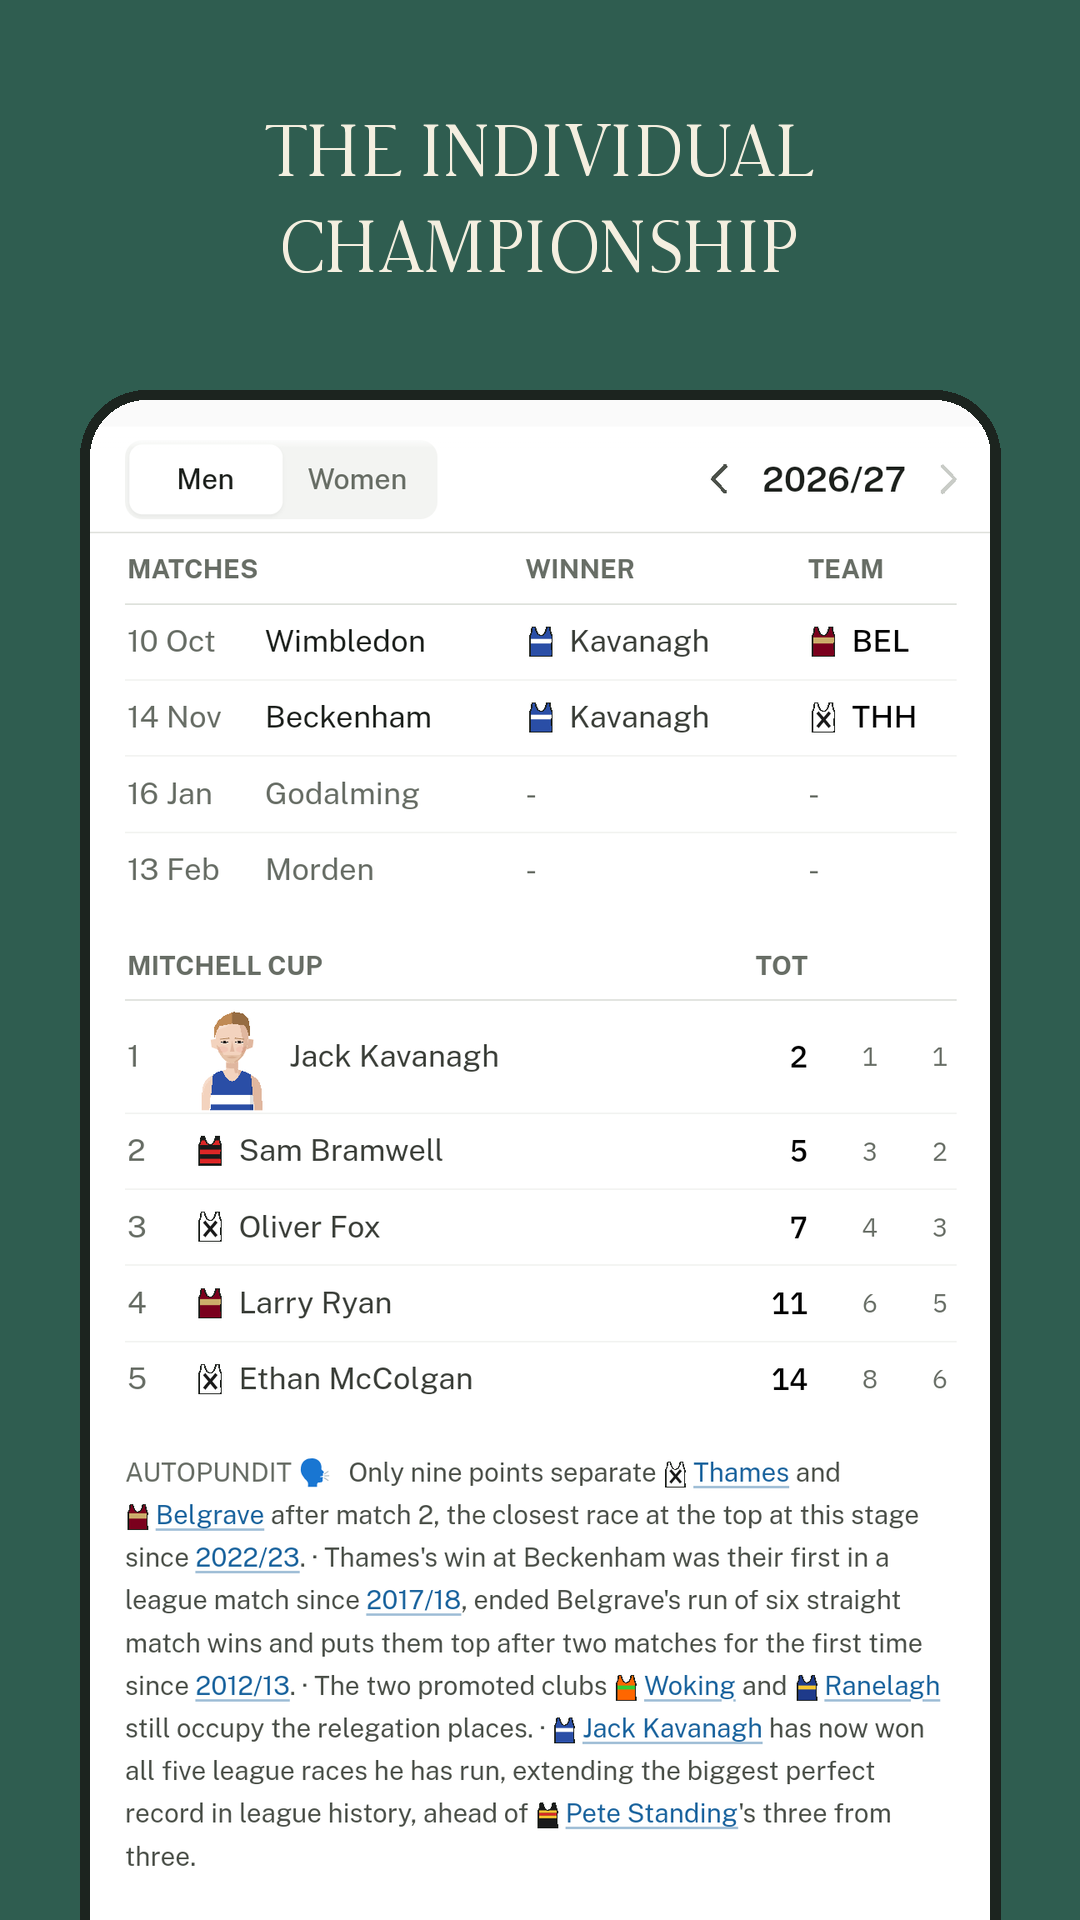 THE INDIVIDUAL
CHAMPIONSHIP
Men Women 2026/27
MATCHES WINNER TEAM
10 Oct Wimbledon Kavanagh BEL
14 Nov Beckenham Kavanagh THH
16 Jan Godalming - -
13 Feb Morden - -
MITCHELL CUP TOT
1 Jack Kavanagh 2 1 1
2 Sam Bramwell 5 3 2
3 Oliver Fox 7 4 3
4 Larry Ryan 11 6 5
5 Ethan McColgan 14 8 6
AUTOPUNDIT Only nine points separate Thames and
Belgrave after match 2, the closest race at the top at this stage
since 2022/23. · Thames's win at Beckenham was their first in a
league match since 2017/18, ended Belgrave's run of six straight
match wins and puts them top after two matches for the first time
since 2012/13. · The two promoted clubs Woking and Ranelagh
still occupy the relegation places. · Jack Kavanagh has now won
all five league races he has run, extending the biggest perfect
record in league history, ahead of Pete Standing's three from
three.